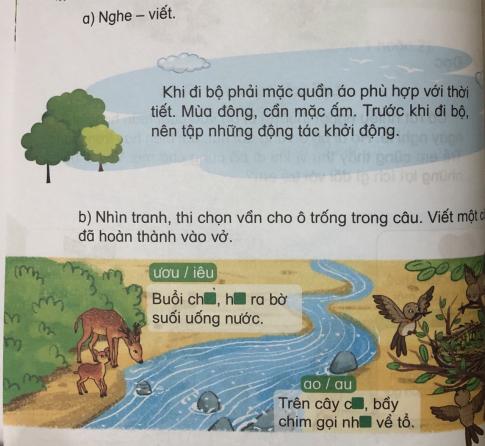 a) Nghe – viết.
Khi đi bộ phải mặc quần áo phù hợp với thời
tiết. Mùa đông, cần mặc ấm. Trước khi đi bộ,
nên tập những động tác khởi động.
b) Nhìn tranh, thi chọn vần cho ô trống trong câu. Viết một
đã hoàn thành vào vở.
ươu / iêu
Buổi ch■, h■ ra bờ
suối uống nước.
ao / au
Trên cây c■, bầy
chim gọi nh■ về tổ.